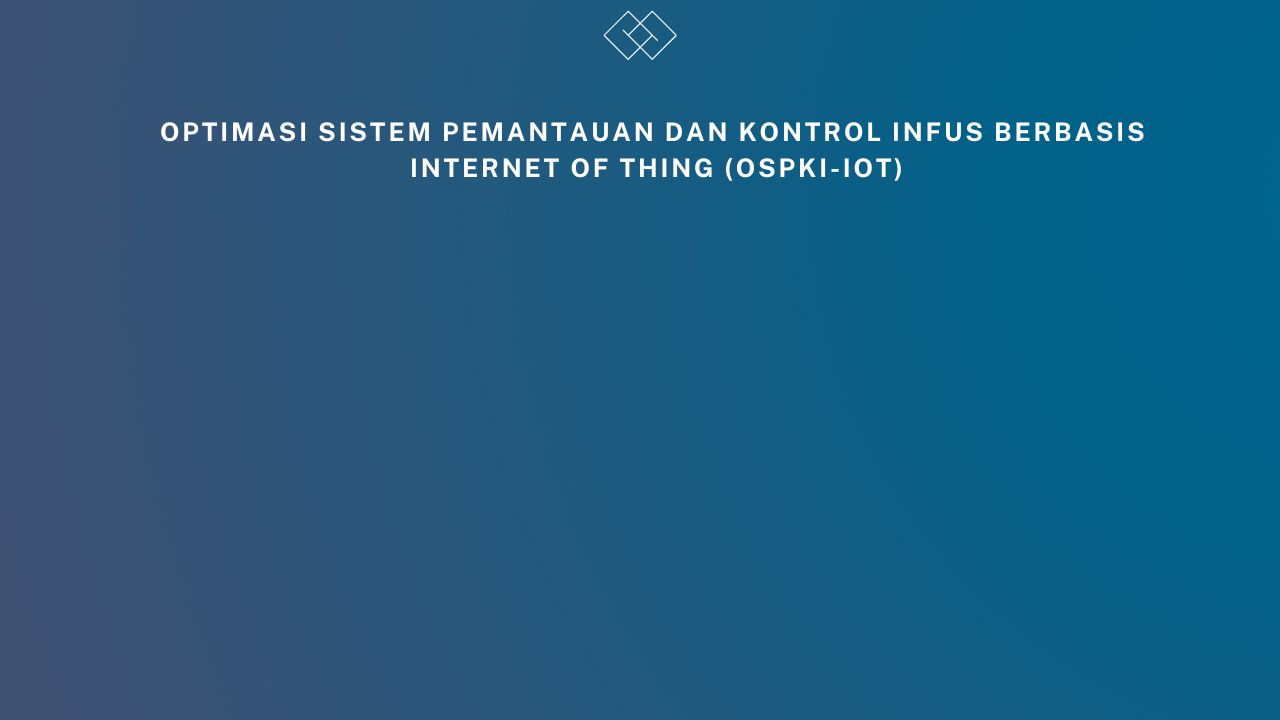 OPTIMASI SISTEM PEMANTAUAN DAN KONTROL INFUS BERBASIS
INTERNET OF THING (OSPKI-IOT)